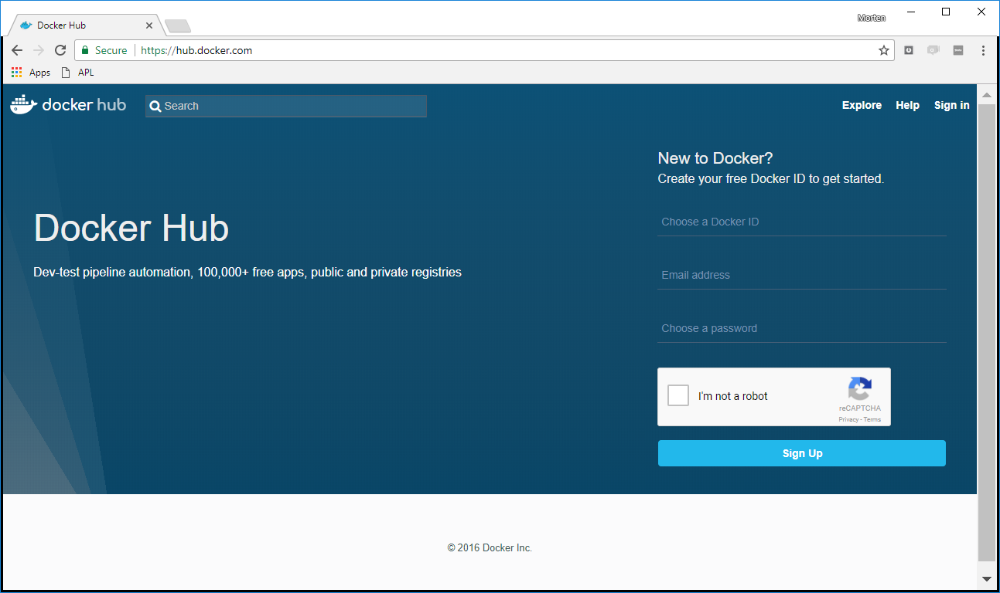 Docker Hub
Morten
Secure
https://hub.docker.com
Apps
APL
docker hub
Search
Explore
Help
Sign in
New to Docker?
Create your free Docker ID to get started.
Choose a Docker ID
Email address
Choose a password
Docker Hub
Dev-test pipeline automation, 100,000+ free apps, public and private registries
I'm not a robot
reCAPTCHA
Privacy - Terms
Sign Up
© 2016 Docker Inc.